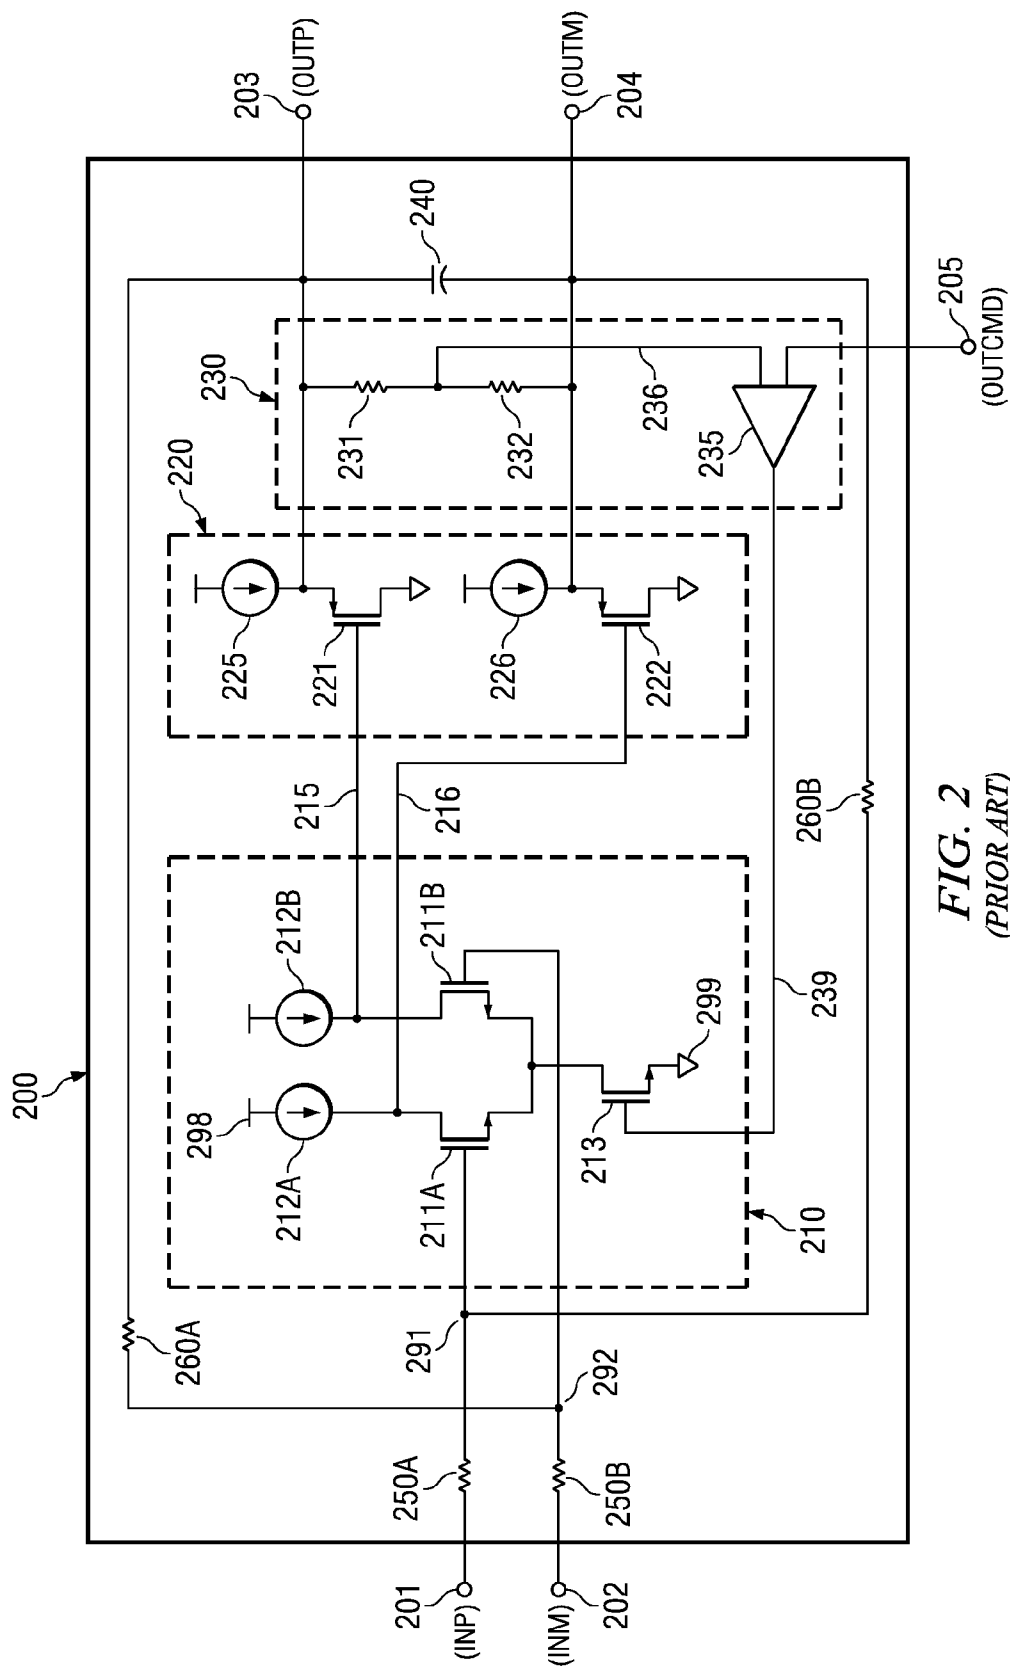 200
210
220
230
298
212A
212B
211A
211B
213
299
215
216
225
221
226
222
231
232
236
235
239
240
203
(OUTP)
(OUTM)
204
205
(OUTCMD)
260A
260B
291
292
250A
250B
201
(INP)
(INM)
202
FIG. 2
(PRIOR ART)